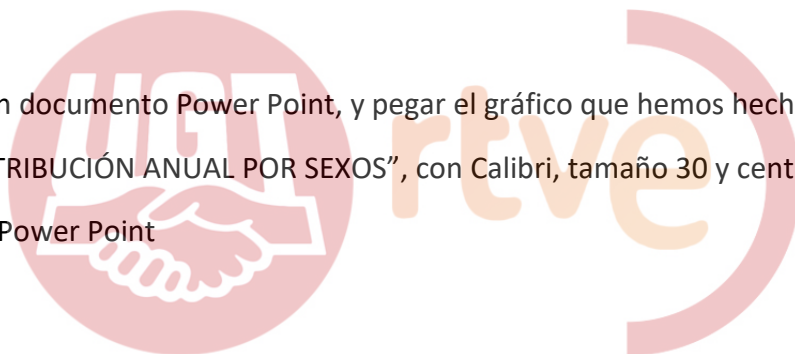 n documento Power Point, y pegar el gráfico que hemos hech
TRIBUCIÓN ANUAL POR SEXOS”, con Calibri, tamaño 30 y cent
Power Point
UGT
rtve